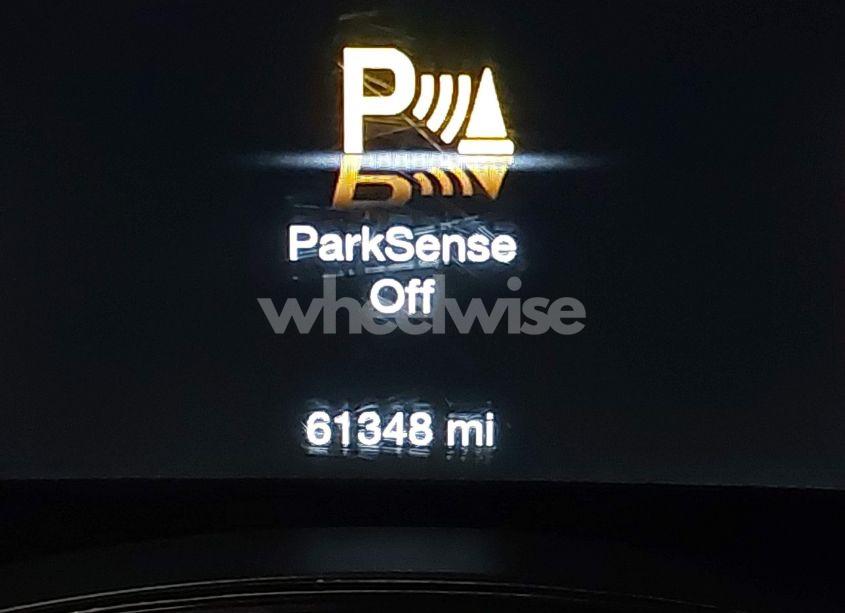 P
ParkSense
Off
wheelwise
61348 mi